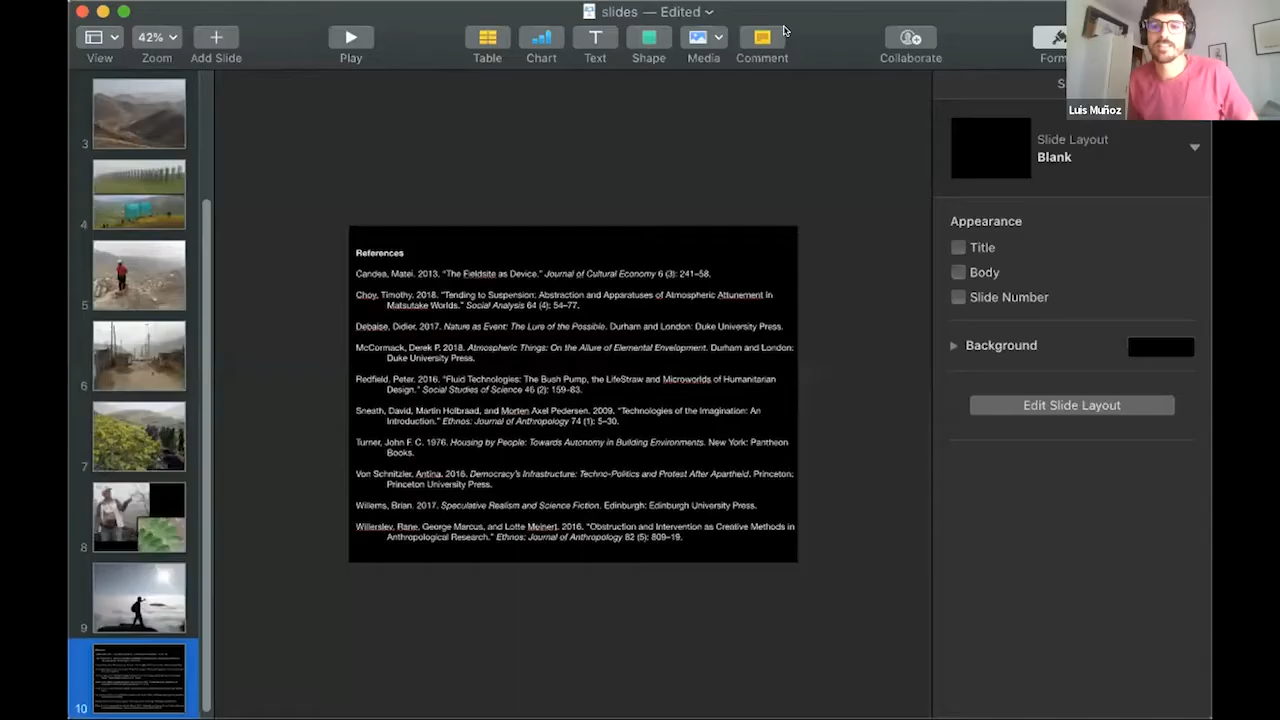 slides — Edited
View
42%
Zoom
Add Slide
Play
Table
Chart
Text
Shape
Media
Comment
Collaborate
Form
Luis Muñoz
3
4
5
6
7
8
9
10
References
Candea, Matei. 2013. “The Fieldsite as Device.” Journal of Cultural Economy 6 (3): 241–58.
Choy, Timothy. 2018. “Tending to Suspension: Abstraction and Apparatuses of Atmospheric Attunement in
Matsutake Worlds.” Social Analysis 64 (4): 54–77.
Debaise, Didier. 2017. Nature as Event: The Lure of the Possible. Durham and London: Duke University Press.
McCormack, Derek P. 2018. Atmospheric Things: On the Allure of Elemental Envelopment. Durham and London:
Duke University Press.
Redfield, Peter. 2016. “Fluid Technologies: The Bush Pump, the LifeStraw and Microworlds of Humanitarian
Design.” Social Studies of Science 46 (2): 159–83.
Sneath, David, Martin Holbraad, and Morten Axel Pedersen. 2009. “Technologies of the Imagination: An
Introduction.” Ethnos: Journal of Anthropology 74 (1): 5–30.
Turner, John F. C. 1976. Housing by People: Towards Autonomy in Building Environments. New York: Pantheon
Books.
Von Schnitzler, Antina. 2016. Democracy’s Infrastructure: Techno-Politics and Protest After Apartheid. Princeton:
Princeton University Press.
Willems, Brian. 2017. Speculative Realism and Science Fiction. Edinburgh: Edinburgh University Press.
Willerslev, Rane, George Marcus, and Lotte Meinert. 2016. “Obstruction and Intervention as Creative Methods in
Anthropological Research.” Ethnos: Journal of Anthropology 82 (5): 809–19.
Slide Layout
Blank
Appearance
Title
Body
Slide Number
Background
Edit Slide Layout